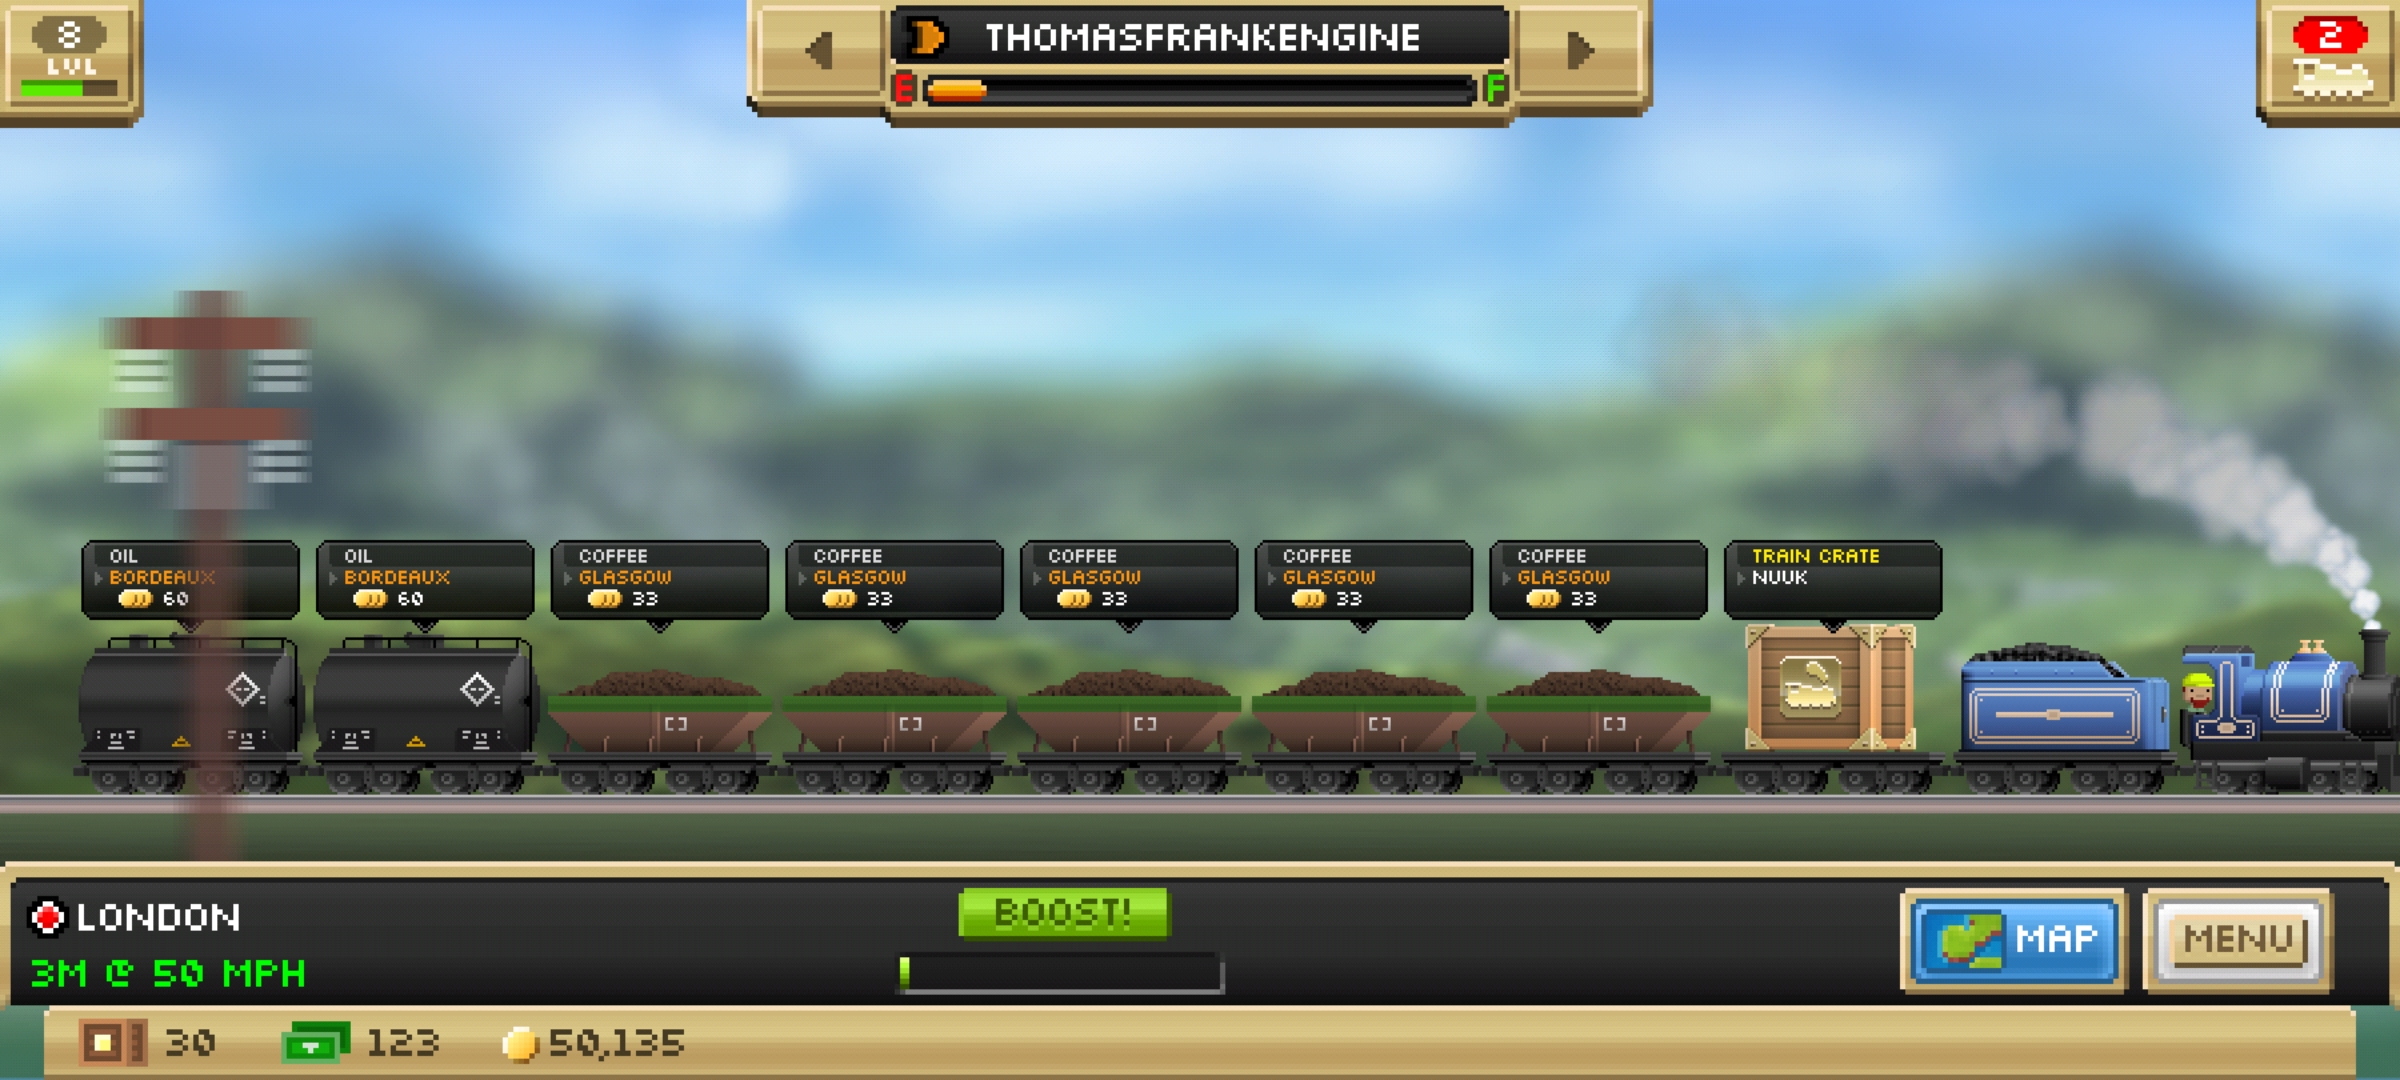 8
LVL
THOMASFRANKENGINE
E F
2
OIL
BORDEAUX
60
OIL
BORDEAUX
60
COFFEE
GLASGOW
33
COFFEE
GLASGOW
33
COFFEE
GLASGOW
33
COFFEE
GLASGOW
33
COFFEE
GLASGOW
33
TRAIN CRATE
NUUK
LONDON
3M @ 50 MPH
BOOST!
MAP
MENU
30
123
50,135